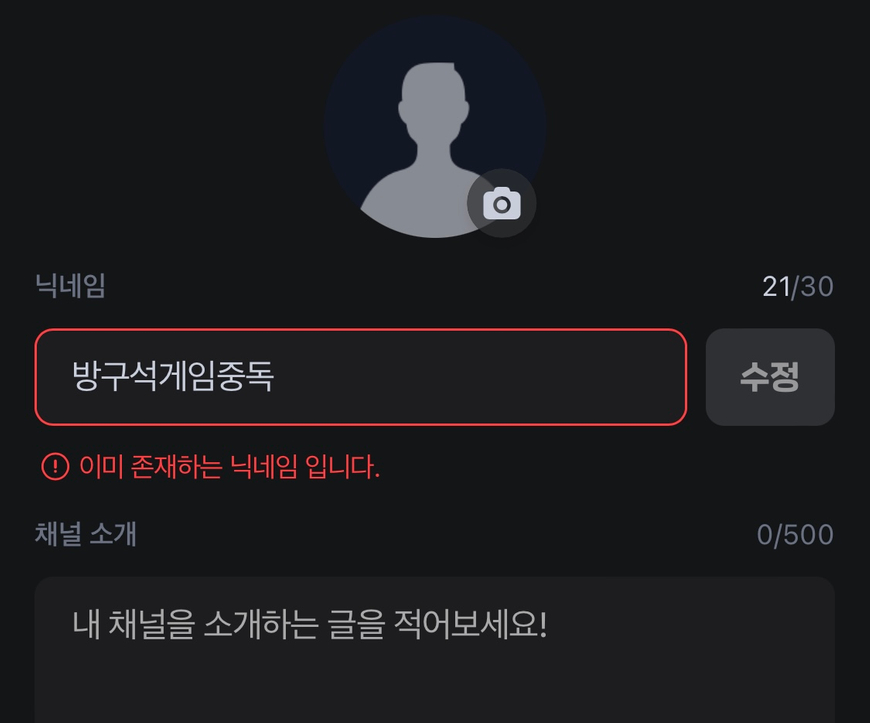 닉네임 21/30
방구석게임중독 수정
이미 존재하는 닉네임 입니다.
채널 소개 0/500
내 채널을 소개하는 글을 적어보세요!